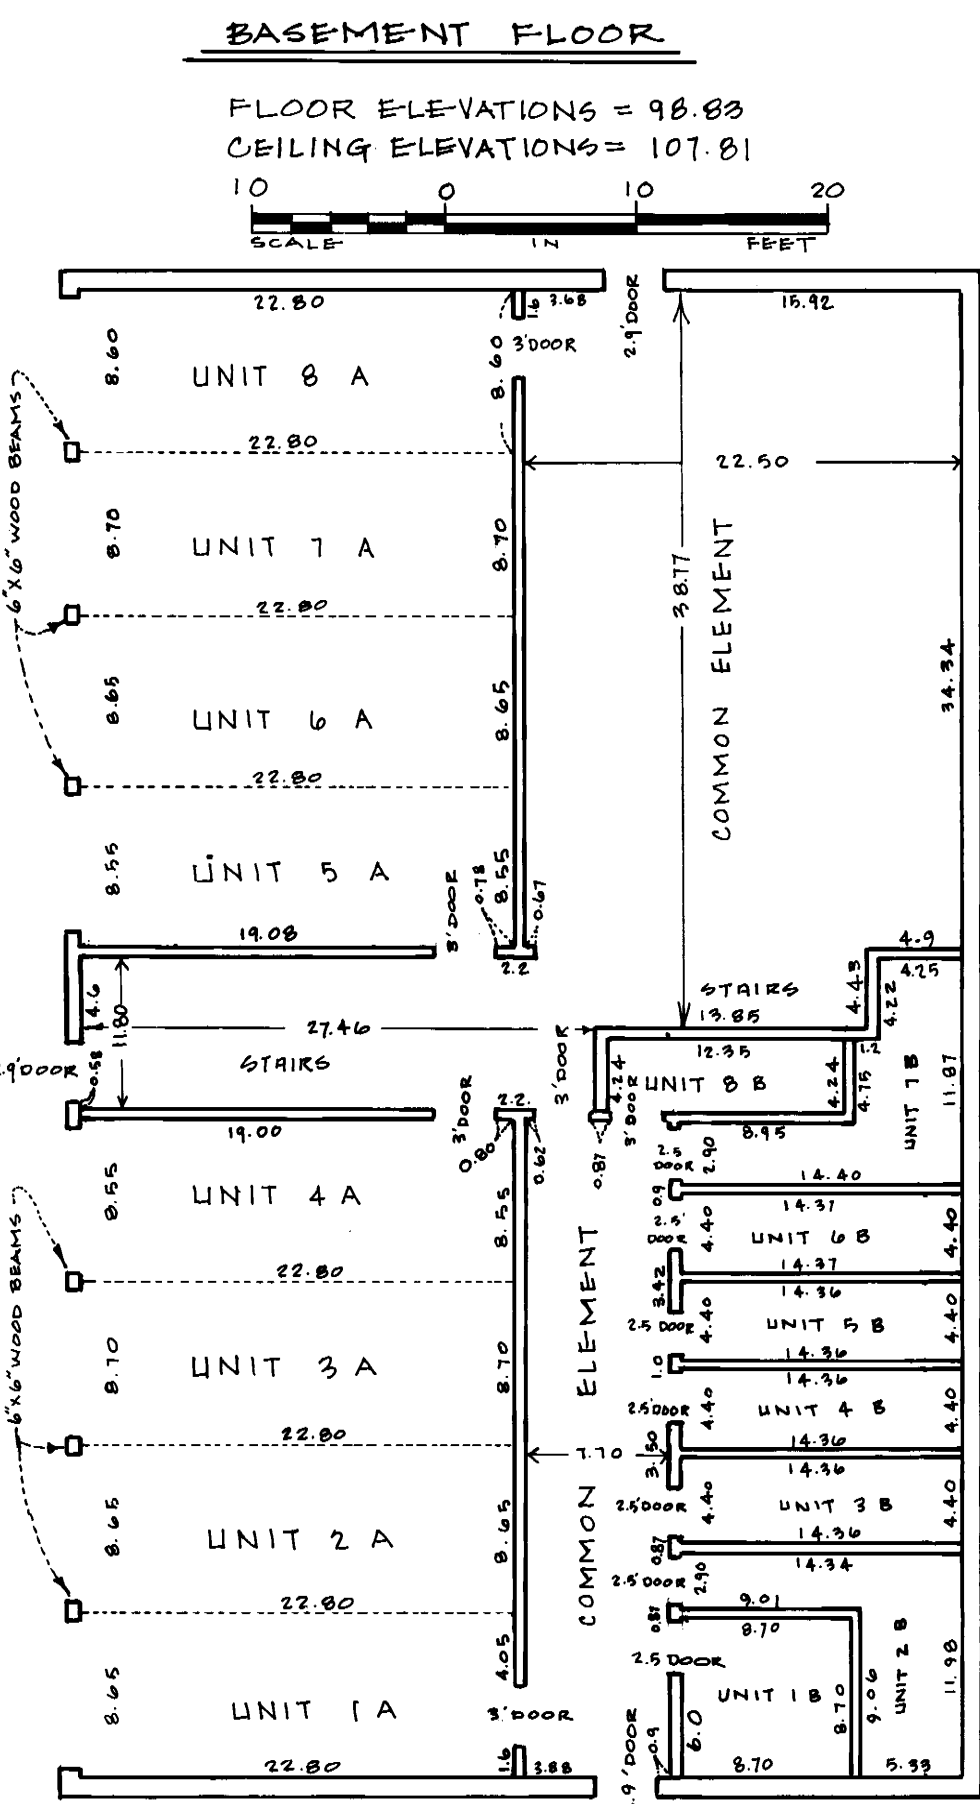 BASEMENT FLOOR
FLOOR ELEVATIONS = 98.83
CEILING ELEVATIONS = 107.81
10 0 10 20
SCALE IN FEET
22.80
1.6
3.68
2.9'DOOR
15.92
8.60
UNIT 8 A
8.60
3'DOOR
6"X6" WOOD BEAMS
22.80
22.50
8.70
UNIT 7 A
8.70
38.77
COMMON ELEMENT
22.80
8.65
UNIT 6 A
8.65
34.34
22.80
8.55
UNIT 5 A
8.55
3'DOOR
0.78
0.67
19.08
2.2
4.9
4.25
4.43
4.22
14.6
11.80
27.46
STAIRS
13.85
STAIRS
3'DOOR
12.35
1.2
0.58
4.24
UNIT 8 B
4.24
4.75
UNIT 7 B
11.87
2.2
3'DOOR
3'DOOR
19.00
0.80
0.62
0.87
8.95
2.5
DOOR
2.90
8.55
UNIT 4 A
8.55
14.40
0.9
14.37
2.5'
DOOR
4.40
UNIT 6 B
4.40
6"X6" WOOD BEAMS
22.80
14.37
3.42
14.36
2.5 DOOR
4.40
UNIT 5 B
4.40
8.70
UNIT 3 A
8.70
COMMON ELEMENT
14.36
1.0
14.36
2.5'DOOR
4.40
UNIT 4 B
4.40
22.80
7.70
3.50
14.36
14.36
8.65
UNIT 2 A
8.65
2.5'DOOR
4.40
UNIT 3 B
4.40
14.36
0.87
14.34
2.5'DOOR
2.90
22.80
9.01
0.87
8.70
4.05
2.5 DOOR
8.65
UNIT 1 A
3'DOOR
6.0
UNIT 1 B
8.70
9.06
UNIT 2 B
11.98
22.80
1.6
3.88
0.9
8.70
5.33